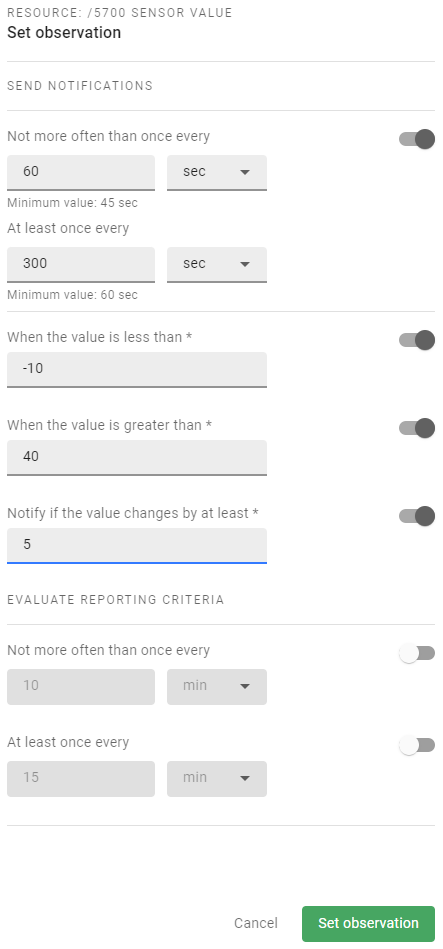 RESOURCE: /5700 SENSOR VALUE
Set observation
SEND NOTIFICATIONS
Not more often than once every
60 sec
Minimum value: 45 sec
At least once every
300 sec
Minimum value: 60 sec
When the value is less than *
-10
When the value is greater than *
40
Notify if the value changes by at least *
5
EVALUATE REPORTING CRITERIA
Not more often than once every
10 min
At least once every
15 min
Cancel Set observation